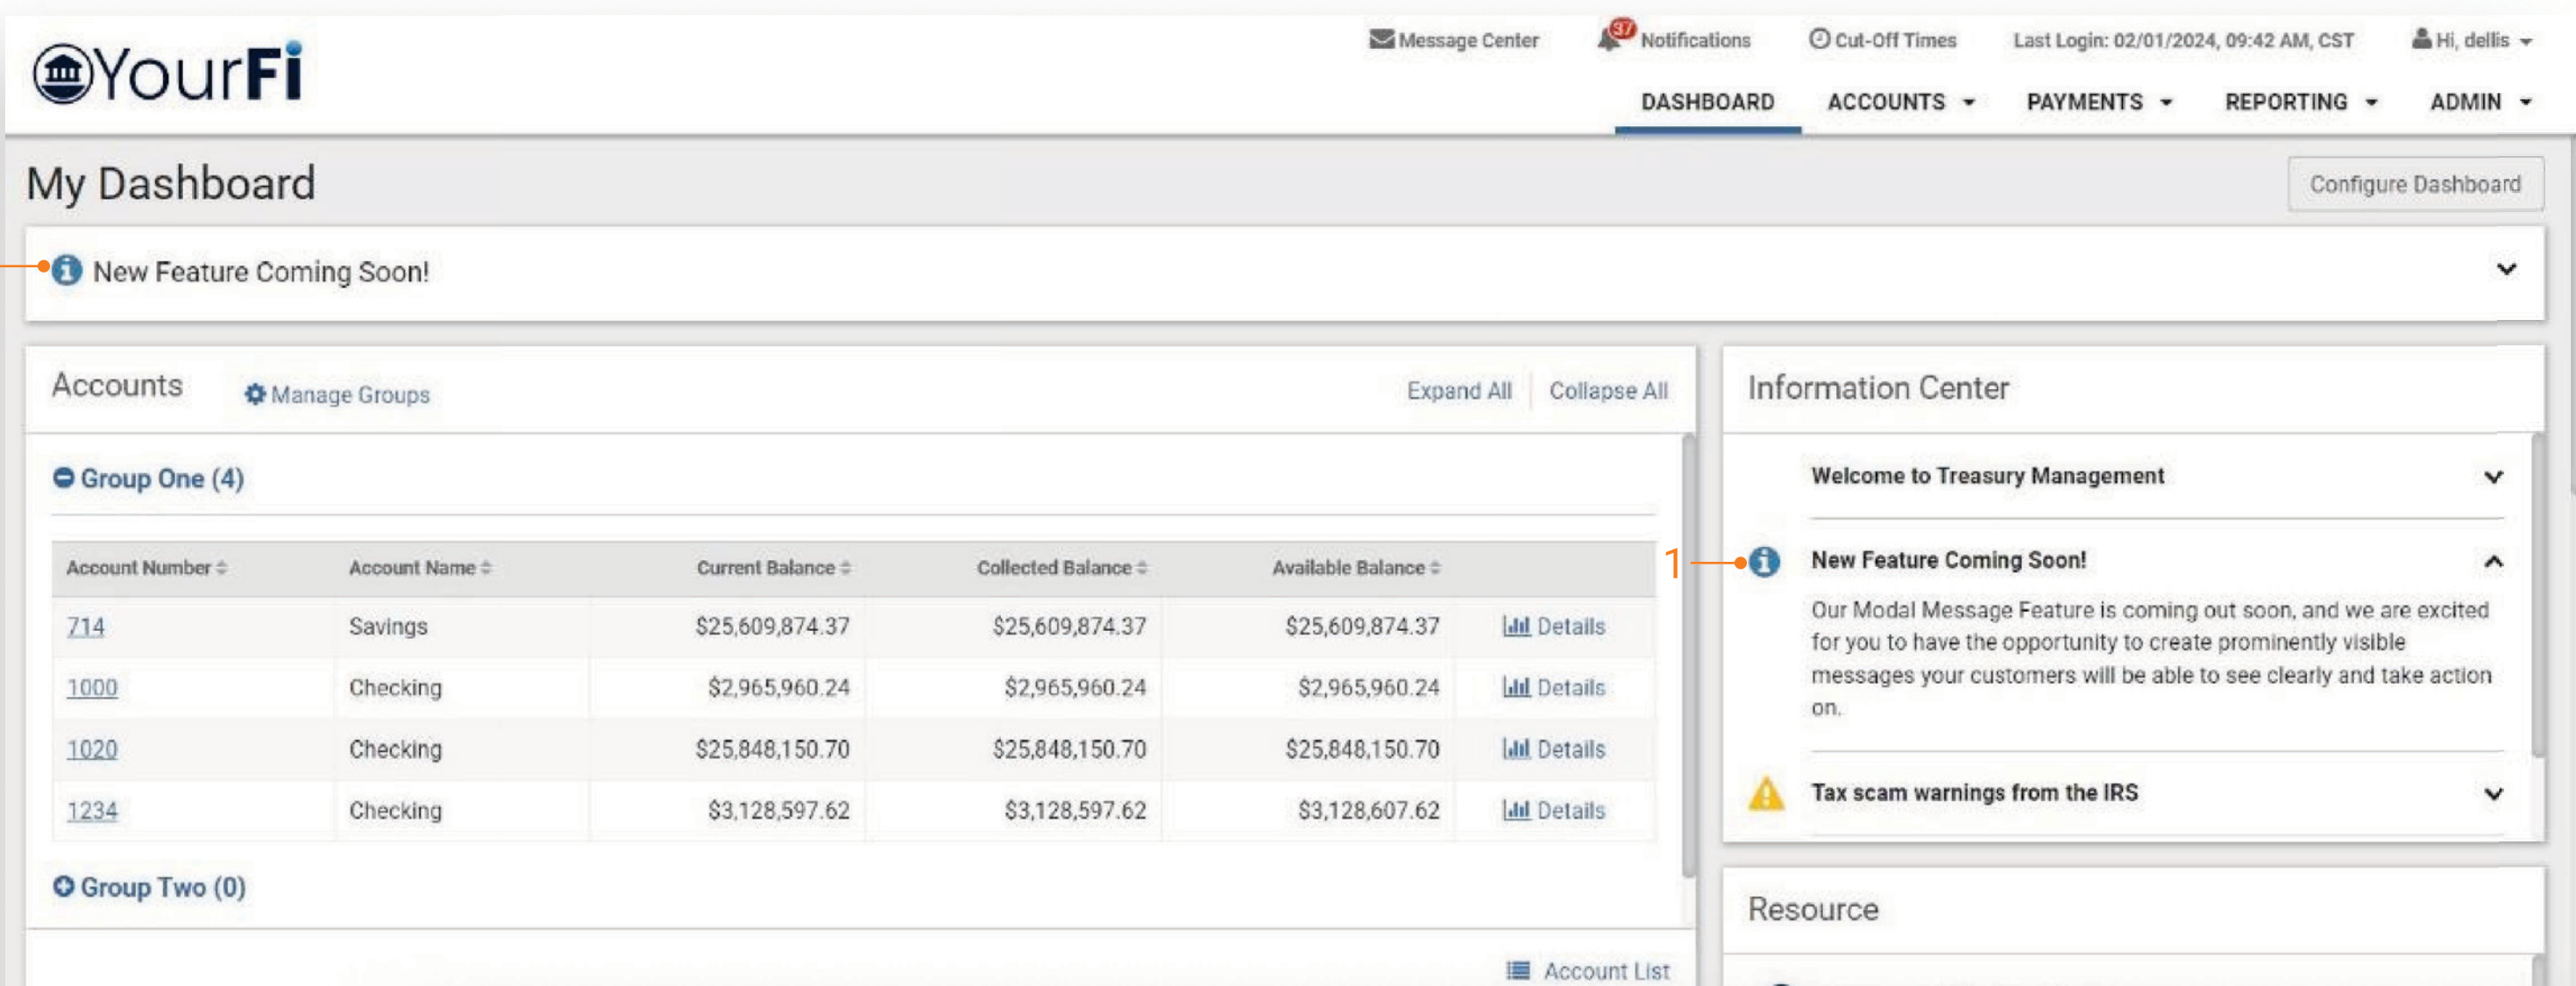 YourFi
Message Center 37 Notifications Cut-Off Times Last Login: 02/01/2024, 09:42 AM, CST Hi, dellis
DASHBOARD ACCOUNTS PAYMENTS REPORTING ADMIN
My Dashboard Configure Dashboard
New Feature Coming Soon!
Accounts Manage Groups Expand All Collapse All
Group One (4)
Account Number Account Name Current Balance Collected Balance Available Balance
714 Savings $25,609,874.37 $25,609,874.37 $25,609,874.37 Details
1000 Checking $2,965,960.24 $2,965,960.24 $2,965,960.24 Details
1020 Checking $25,848,150.70 $25,848,150.70 $25,848,150.70 Details
1234 Checking $3,128,597.62 $3,128,597.62 $3,128,607.62 Details
Group Two (0)
Account List
Information Center
Welcome to Treasury Management
1 New Feature Coming Soon!
Our Modal Message Feature is coming out soon, and we are excited
for you to have the opportunity to create prominently visible
messages your customers will be able to see clearly and take action
on.
Tax scam warnings from the IRS
Resource